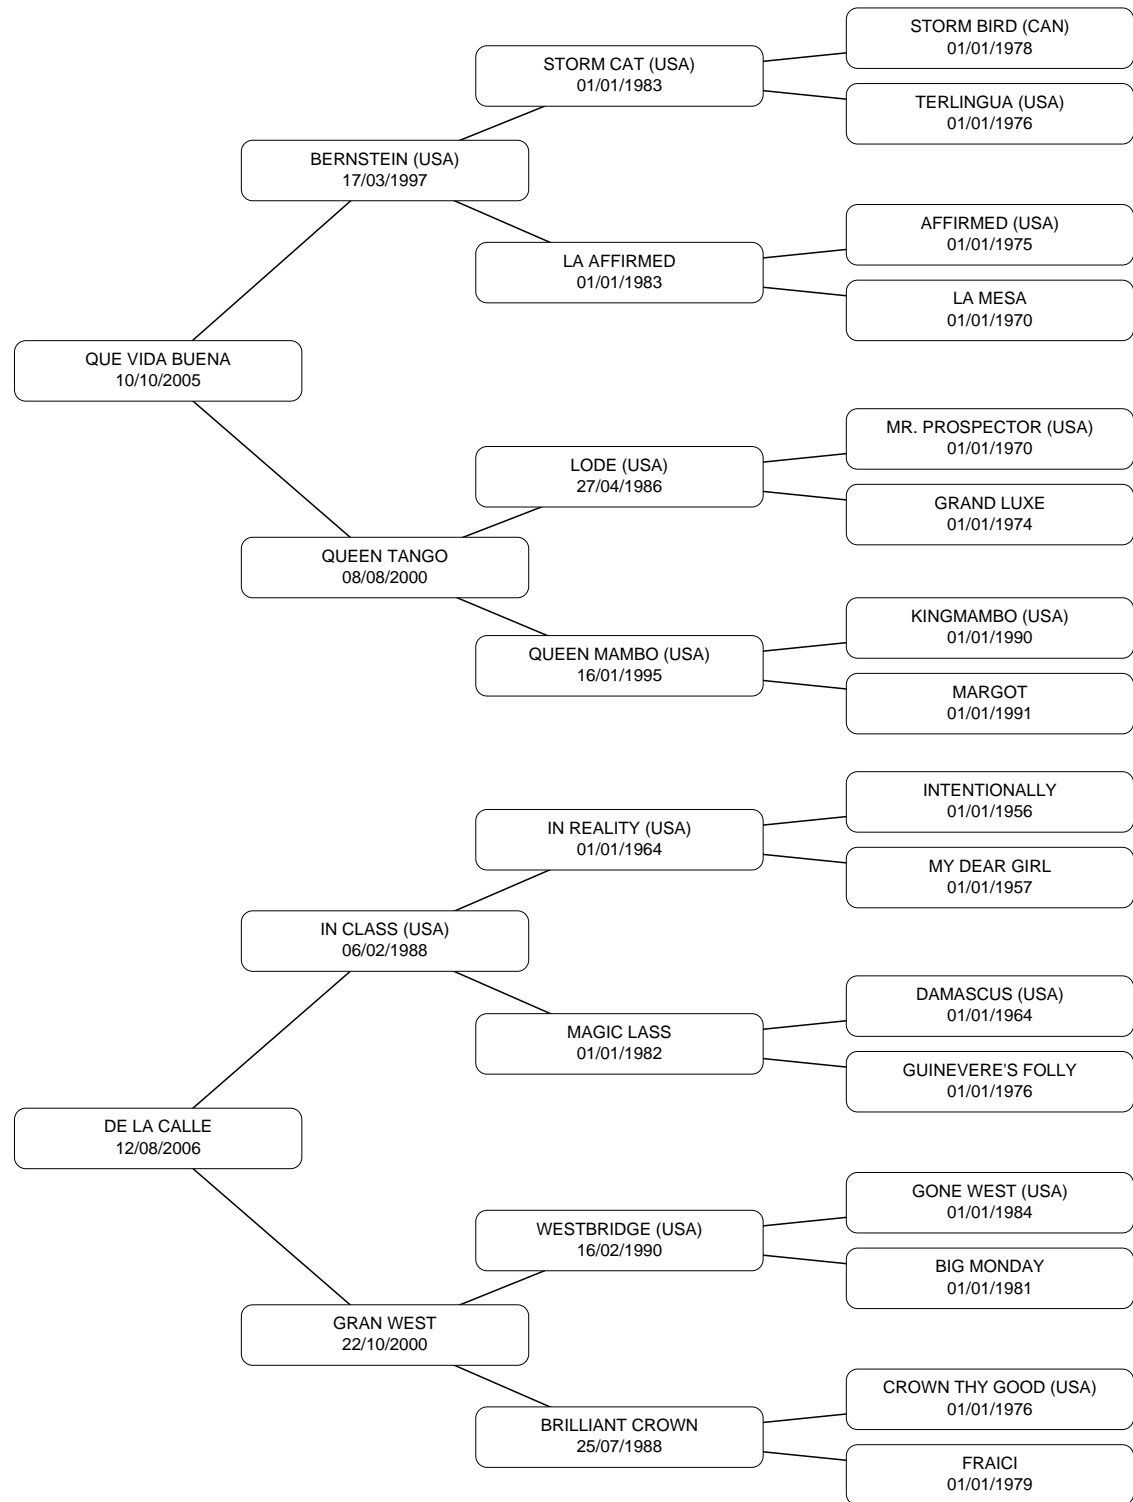 STORM BIRD (CAN)
01/01/1978
STORM CAT (USA)
01/01/1983
TERLINGUA (USA)
01/01/1976
BERNSTEIN (USA)
17/03/1997
AFFIRMED (USA)
01/01/1975
LA AFFIRMED
01/01/1983
LA MESA
01/01/1970
QUE VIDA BUENA
10/10/2005
MR. PROSPECTOR (USA)
01/01/1970
LODE (USA)
27/04/1986
GRAND LUXE
01/01/1974
QUEEN TANGO
08/08/2000
KINGMAMBO (USA)
01/01/1990
QUEEN MAMBO (USA)
16/01/1995
MARGOT
01/01/1991
INTENTIONALLY
01/01/1956
IN REALITY (USA)
01/01/1964
MY DEAR GIRL
01/01/1957
IN CLASS (USA)
06/02/1988
DAMASCUS (USA)
01/01/1964
MAGIC LASS
01/01/1982
GUINEVERE'S FOLLY
01/01/1976
DE LA CALLE
12/08/2006
GONE WEST (USA)
01/01/1984
WESTBRIDGE (USA)
16/02/1990
BIG MONDAY
01/01/1981
GRAN WEST
22/10/2000
CROWN THY GOOD (USA)
01/01/1976
BRILLIANT CROWN
25/07/1988
FRAICI
01/01/1979